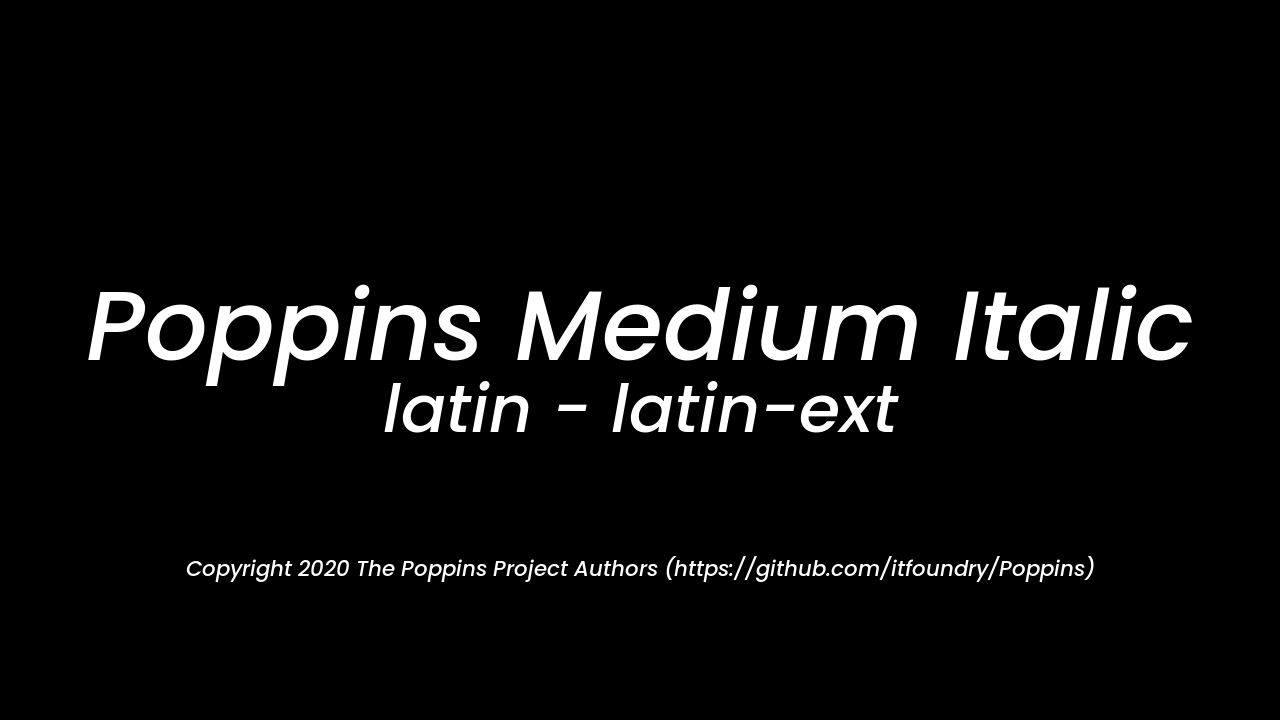 Poppins Medium Italic
latin - latin-ext
Copyright 2020 The Poppins Project Authors (https://github.com/itfoundry/Poppins)